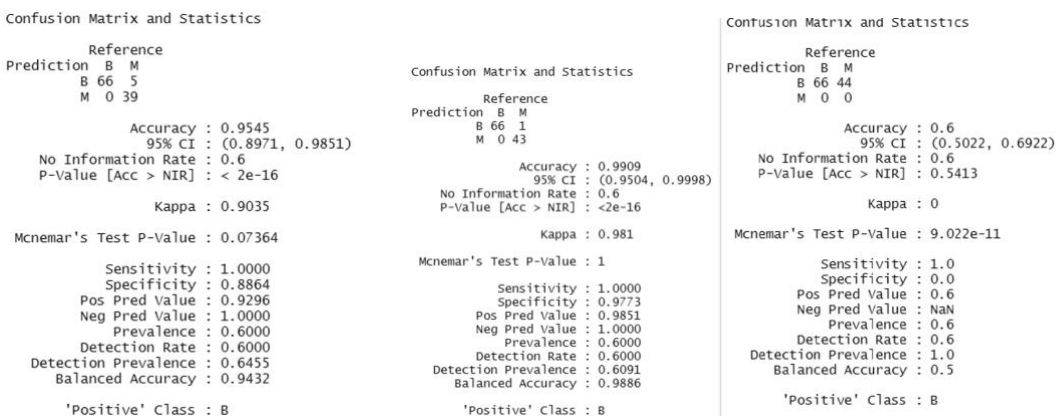 Confusion Matrix and Statistics
Reference
Prediction B M
B 66 5
M 0 39
Accuracy : 0.9545
95% CI : (0.8971, 0.9851)
No Information Rate : 0.6
P-Value [Acc > NIR] : < 2e-16
Kappa : 0.9035
Mcnemar's Test P-Value : 0.07364
Sensitivity : 1.0000
Specificity : 0.8864
Pos Pred Value : 0.9296
Neg Pred Value : 1.0000
Prevalence : 0.6000
Detection Rate : 0.6000
Detection Prevalence : 0.6455
Balanced Accuracy : 0.9432
'Positive' Class : B
Confusion Matrix and Statistics
Reference
Prediction B M
B 66 1
M 0 43
Accuracy : 0.9909
95% CI : (0.9504, 0.9998)
No Information Rate : 0.6
P-Value [Acc > NIR] : <2e-16
Kappa : 0.981
Mcnemar's Test P-Value : 1
Sensitivity : 1.0000
Specificity : 0.9773
Pos Pred Value : 0.9851
Neg Pred Value : 1.0000
Prevalence : 0.6000
Detection Rate : 0.6000
Detection Prevalence : 0.6091
Balanced Accuracy : 0.9886
'Positive' Class : B
Confusion Matrix and Statistics
Reference
Prediction B M
B 66 44
M 0 0
Accuracy : 0.6
95% CI : (0.5022, 0.6922)
No Information Rate : 0.6
P-Value [Acc > NIR] : 0.5413
Kappa : 0
Mcnemar's Test P-Value : 9.022e-11
Sensitivity : 1.0
Specificity : 0.0
Pos Pred Value : 0.6
Neg Pred Value : NaN
Prevalence : 0.6
Detection Rate : 0.6
Detection Prevalence : 1.0
Balanced Accuracy : 0.5
'Positive' Class : B